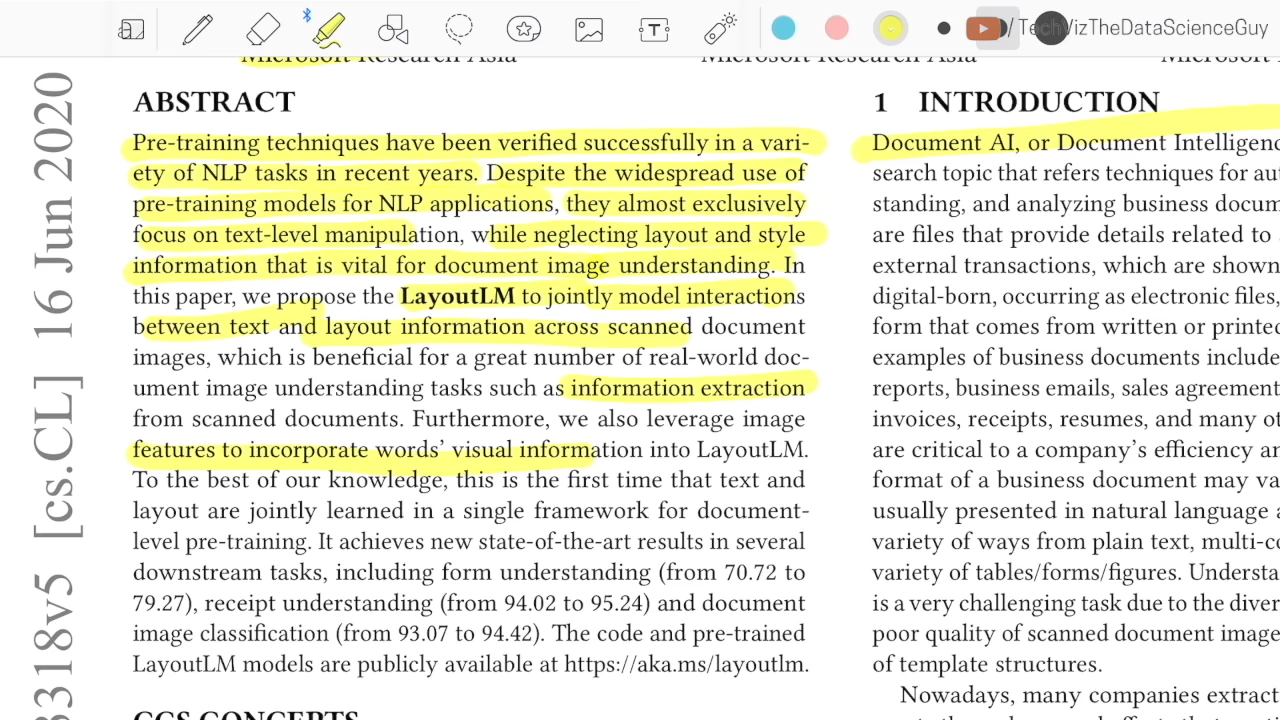 / TechVizTheDataScienceGuy
Microsoft Research Asia
Microsoft Research Asia
3318v5 [cs.CL] 16 Jun 2020
ABSTRACT
Pre-training techniques have been verified successfully in a vari-
ety of NLP tasks in recent years. Despite the widespread use of
pre-training models for NLP applications, they almost exclusively
focus on text-level manipulation, while neglecting layout and style
information that is vital for document image understanding. In
this paper, we propose the LayoutLM to jointly model interactions
between text and layout information across scanned document
images, which is beneficial for a great number of real-world doc-
ument image understanding tasks such as information extraction
from scanned documents. Furthermore, we also leverage image
features to incorporate words’ visual information into LayoutLM.
To the best of our knowledge, this is the first time that text and
layout are jointly learned in a single framework for document-
level pre-training. It achieves new state-of-the-art results in several
downstream tasks, including form understanding (from 70.72 to
79.27), receipt understanding (from 94.02 to 95.24) and document
image classification (from 93.07 to 94.42). The code and pre-trained
LayoutLM models are publicly available at https://aka.ms/layoutlm.
CCS CONCEPTS
1 INTRODUCTION
Document AI, or Document Intelligenc
search topic that refers techniques for au
standing, and analyzing business docum
are files that provide details related to
external transactions, which are shown
digital-born, occurring as electronic files,
form that comes from written or printe
examples of business documents include
reports, business emails, sales agreement
invoices, receipts, resumes, and many ot
are critical to a company’s efficiency an
format of a business document may va
usually presented in natural language a
variety of ways from plain text, multi-co
variety of tables/forms/figures. Understa
is a very challenging task due to the diver
poor quality of scanned document image
of template structures.
Nowadays, many companies extract